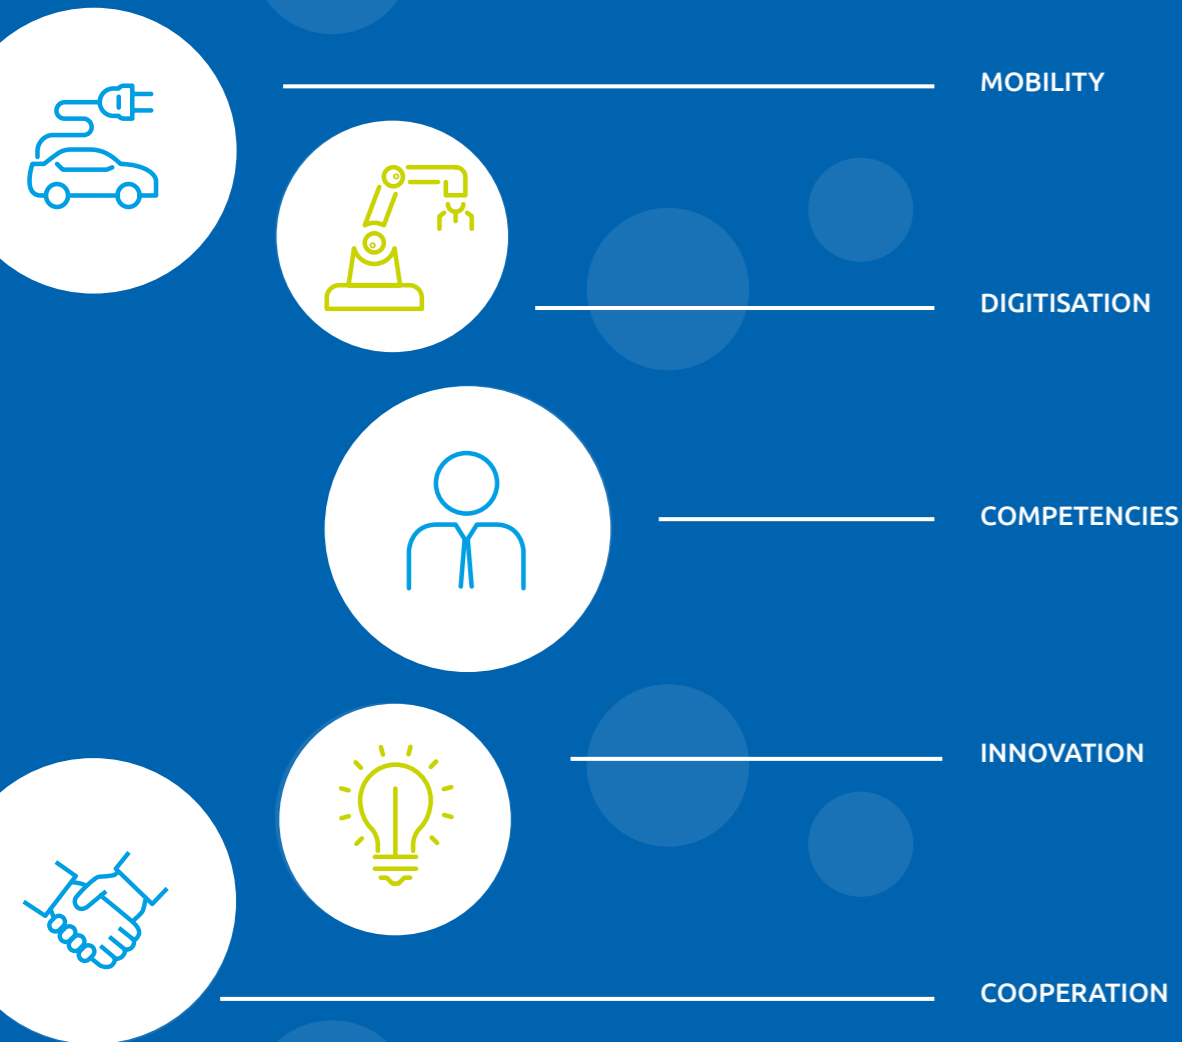 MOBILITY
DIGITISATION
COMPETENCIES
INNOVATION
COOPERATION